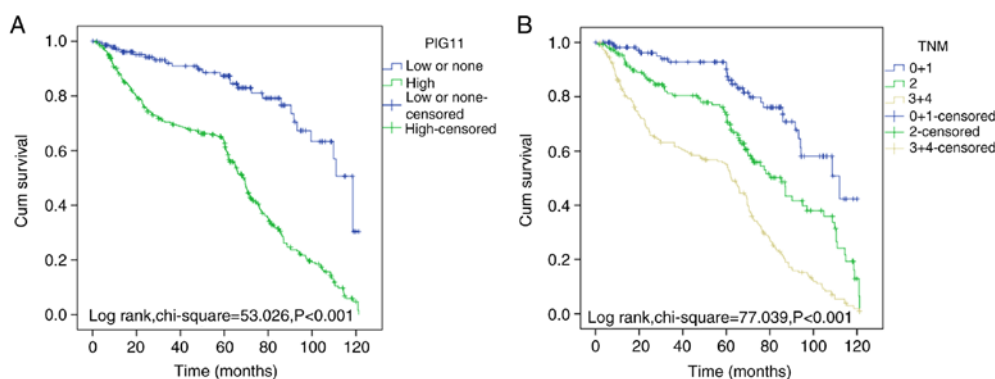 A
PIG11
Low or none
High
Low or none-
censored
High-censored
Cum survival
1.0
0.8
0.6
0.4
0.2
0.0
Log rank,chi-square=53.026,P<0.001
0 20 40 60 80 100 120
Time (months)
B
TNM
0+1
2
3+4
0+1-censored
2-censored
3+4-censored
Cum survival
1.0
0.8
0.6
0.4
0.2
0.0
Log rank,chi-square=77.039,P<0.001
0 20 40 60 80 100 120
Time (months)